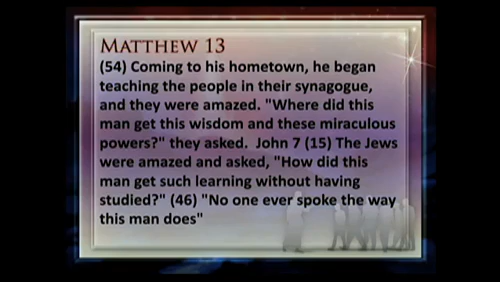 MATTHEW 13
(54) Coming to his hometown, he began
teaching the people in their synagogue,
and they were amazed. "Where did this
man get this wisdom and these miraculous
powers?" they asked.  John 7 (15) The Jews
were amazed and asked, "How did this
man get such learning without having
studied?" (46) "No one ever spoke the way
this man does"